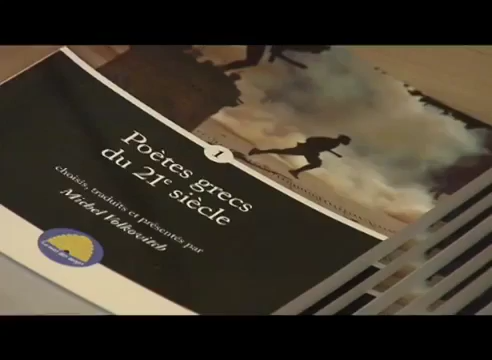 1
Poètes grecs
du 21e siècle
choisis, traduits et présentés par
Michel Volkovitch